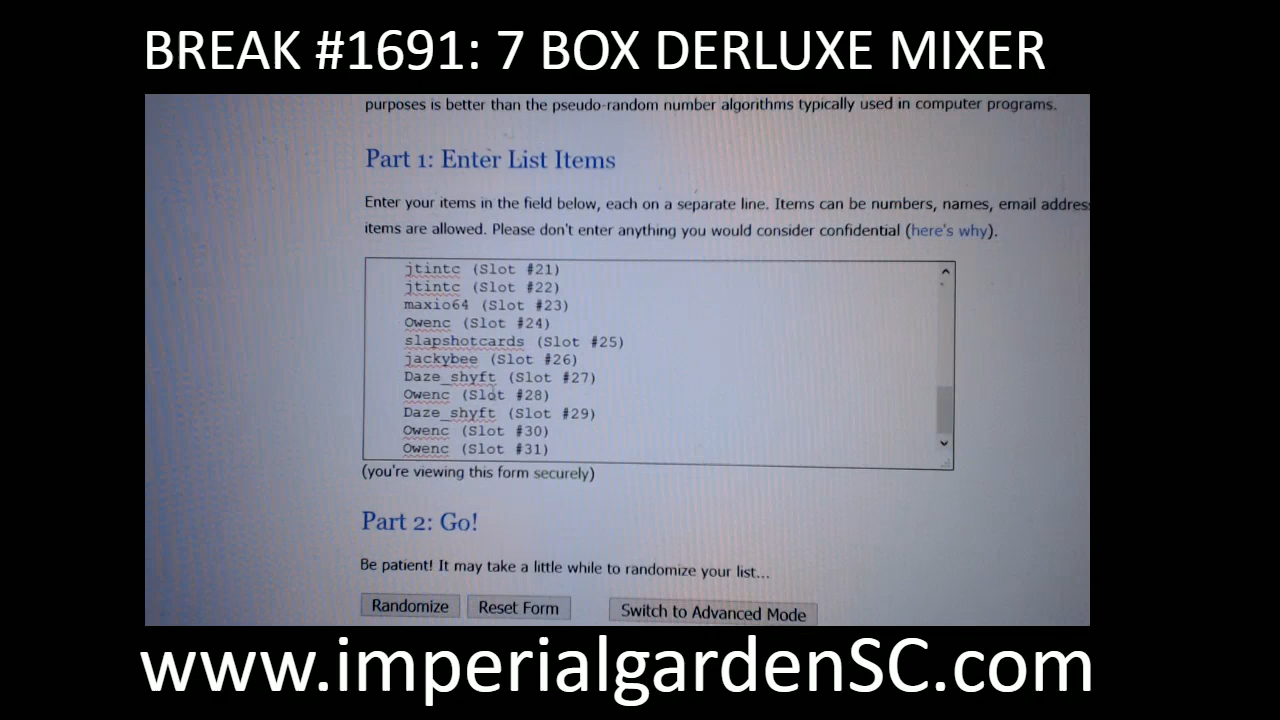 BREAK #1691: 7 BOX DERLUXE MIXER
purposes is better than the pseudo-random number algorithms typically used in computer programs.
Part 1: Enter List Items
Enter your items in the field below, each on a separate line. Items can be numbers, names, email address
items are allowed. Please don't enter anything you would consider confidential (here's why).
jtintc (Slot #21)
jtintc (Slot #22)
maxio64 (Slot #23)
Owenc (Slot #24)
slapshotcards (Slot #25)
jackybee (Slot #26)
Daze_shyft (Slot #27)
Owenc (Slot #28)
Daze_shyft (Slot #29)
Owenc (Slot #30)
Owenc (Slot #31)
(you're viewing this form securely)
Part 2: Go!
Be patient! It may take a little while to randomize your list...
Randomize Reset Form Switch to Advanced Mode
www.imperialgardenSC.com